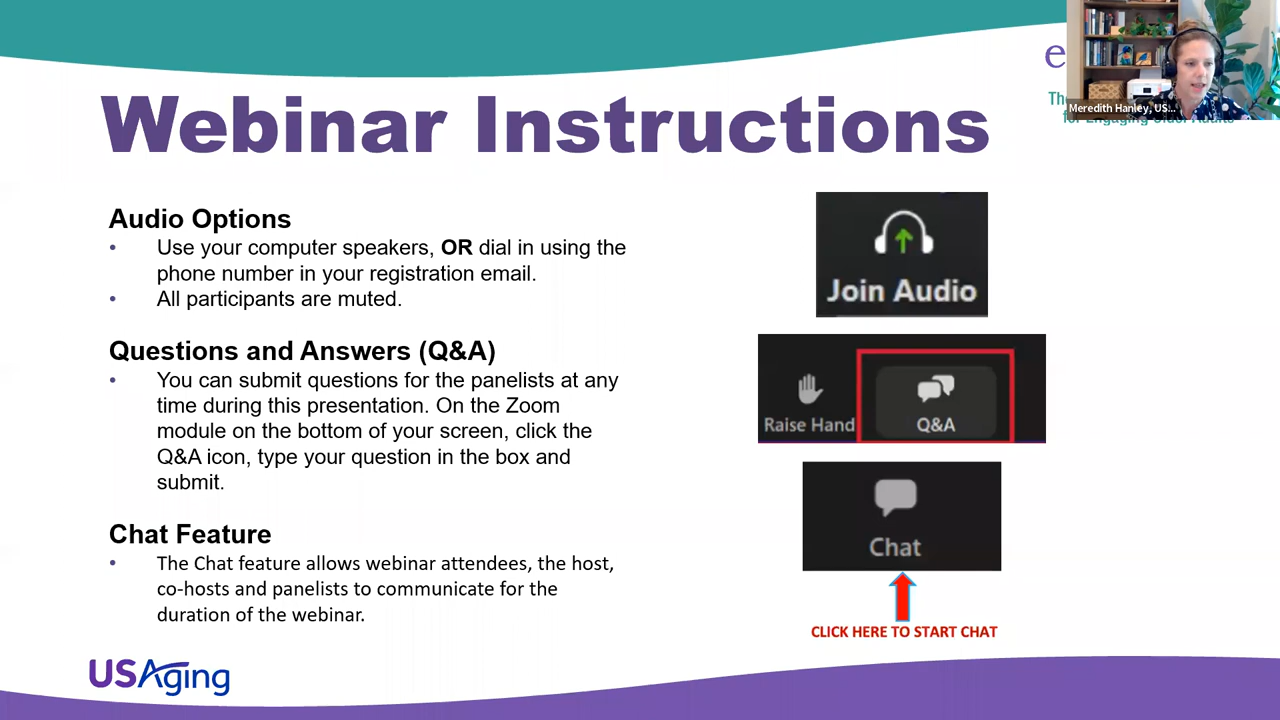 Webinar Instructions
Meredith Hanley, US...
Audio Options
• Use your computer speakers, OR dial in using the
phone number in your registration email.
• All participants are muted.
Join Audio
Questions and Answers (Q&A)
• You can submit questions for the panelists at any
time during this presentation. On the Zoom
module on the bottom of your screen, click the
Q&A icon, type your question in the box and
submit.
Raise Hand
Q&A
Chat Feature
• The Chat feature allows webinar attendees, the host,
co-hosts and panelists to communicate for the
duration of the webinar.
Chat
CLICK HERE TO START CHAT
USAging